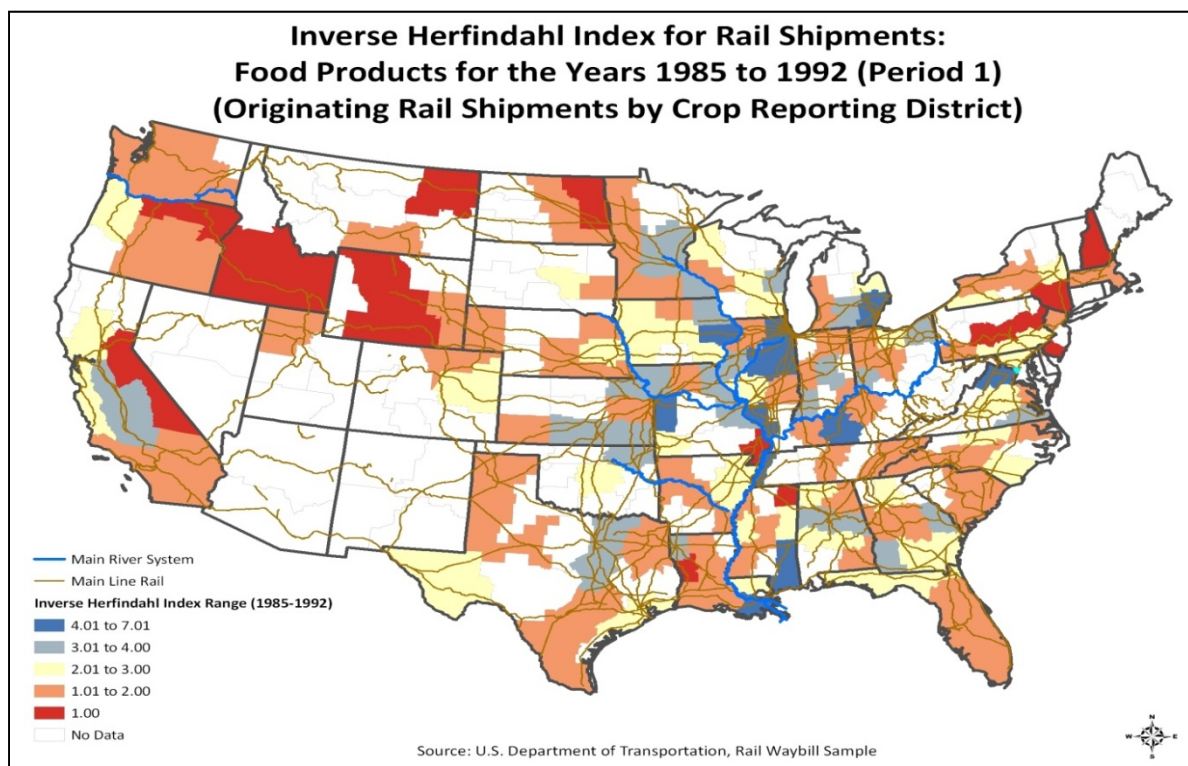 Inverse Herfindahl Index for Rail Shipments:
Food Products for the Years 1985 to 1992 (Period 1)
(Originating Rail Shipments by Crop Reporting District)
Main River System
Main Line Rail
Inverse Herfindahl Index Range (1985-1992)
4.01 to 7.01
3.01 to 4.00
2.01 to 3.00
1.01 to 2.00
1.00
No Data
Source: U.S. Department of Transportation, Rail Waybill Sample
N
W E
S